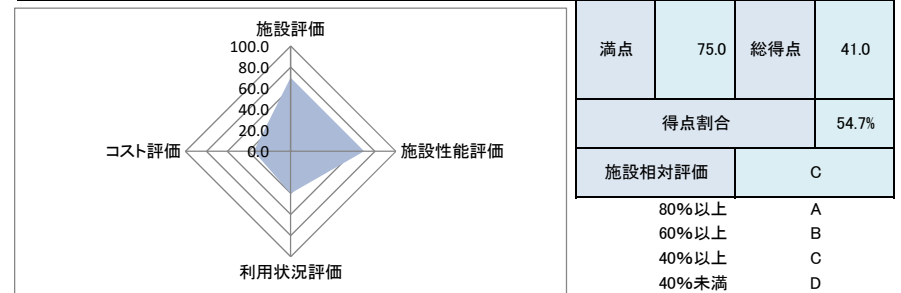 施設評価
100.0
80.0
60.0
40.0
20.0
0.0
コスト評価
施設性能評価
利用状況評価
満点 75.0 総得点 41.0
得点割合 54.7%
施設相対評価 C
80%以上 A
60%以上 B
40%以上 C
40%未満 D